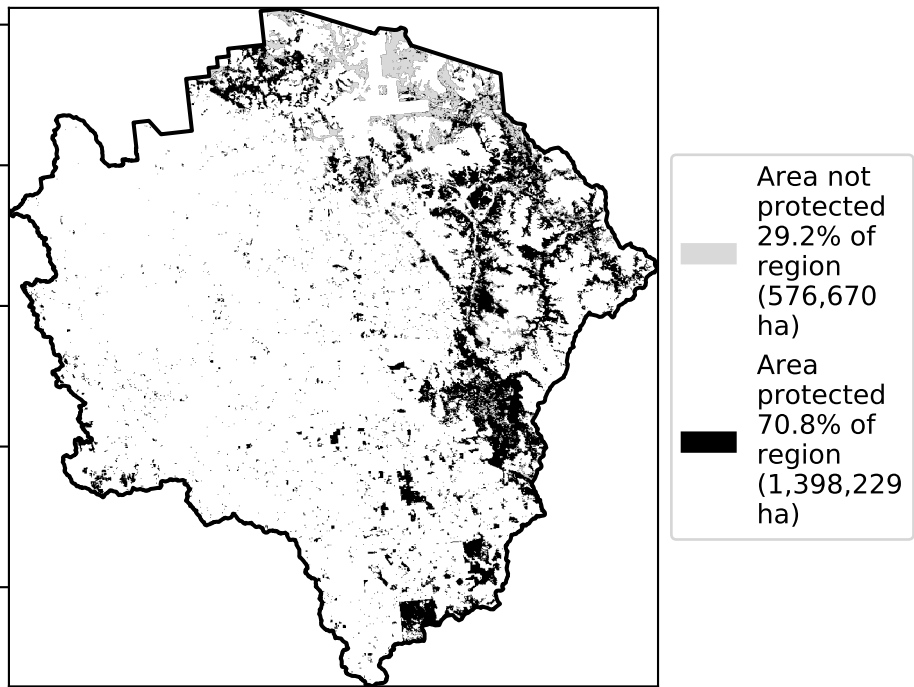 Area not
protected
29.2% of
region
(576,670
ha)
Area
protected
70.8% of
region
(1,398,229
ha)